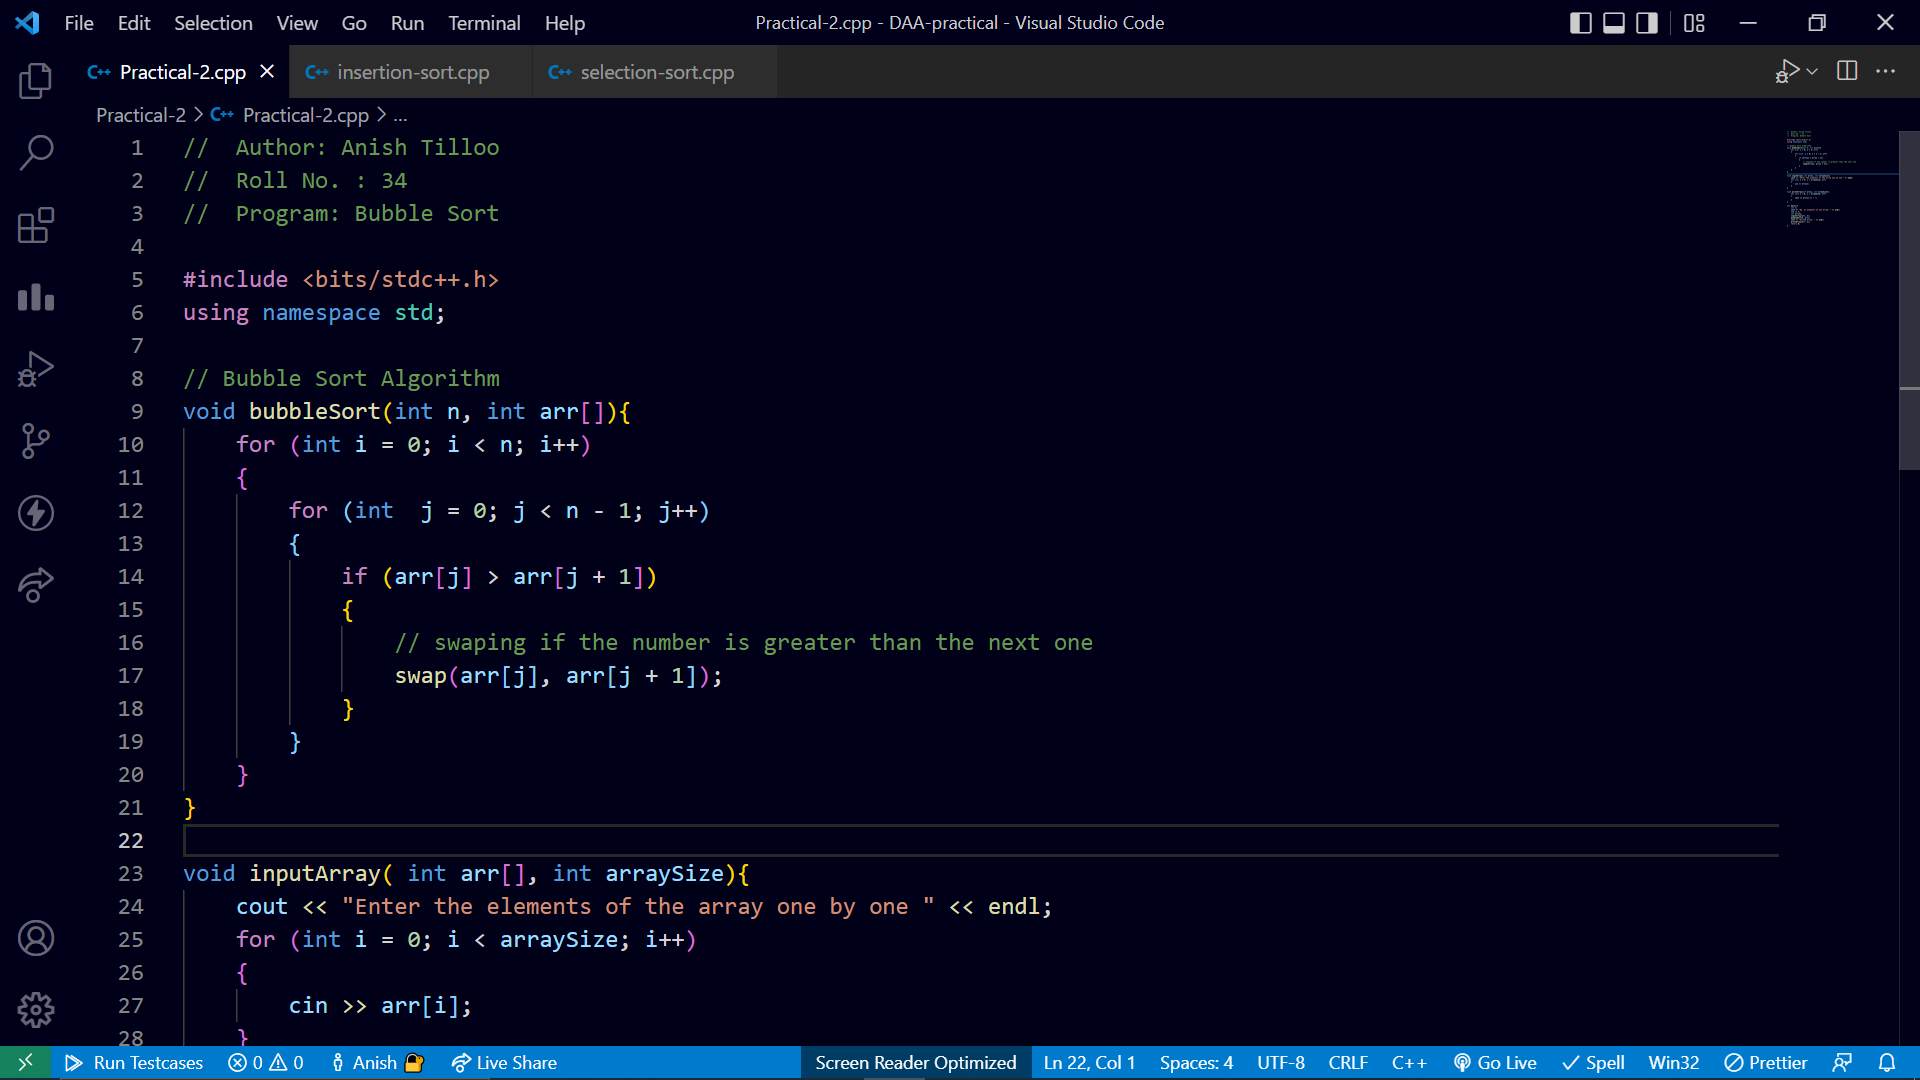 File Edit Selection View Go Run Terminal Help Practical-2.cpp - DAA-practical - Visual Studio Code
C++ Practical-2.cpp C++ insertion-sort.cpp C++ selection-sort.cpp
Practical-2 > C++ Practical-2.cpp > ...
1 //  Author: Anish Tilloo
2 //  Roll No. : 34
3 //  Program: Bubble Sort
4
5 #include <bits/stdc++.h>
6 using namespace std;
7
8 // Bubble Sort Algorithm
9 void bubbleSort(int n, int arr[]){
10     for (int i = 0; i < n; i++)
11     {
12         for (int  j = 0; j < n - 1; j++)
13         {
14             if (arr[j] > arr[j + 1])
15             {
16                 // swaping if the number is greater than the next one
17                 swap(arr[j], arr[j + 1]);
18             }
19         }
20     }
21 }
22
23 void inputArray( int arr[], int arraySize){
24     cout << "Enter the elements of the array one by one " << endl;
25     for (int i = 0; i < arraySize; i++)
26     {
27         cin >> arr[i];
28     }
Run Testcases 0 0 Anish Live Share Screen Reader Optimized Ln 22, Col 1 Spaces: 4 UTF-8 CRLF C++ Go Live Spell Win32 Prettier